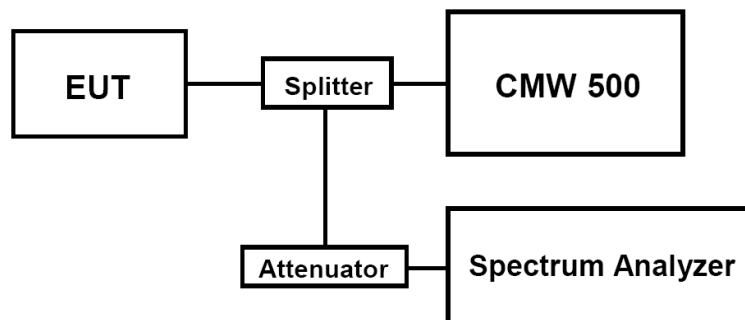 EUT
Splitter
CMW 500
Attenuator
Spectrum Analyzer